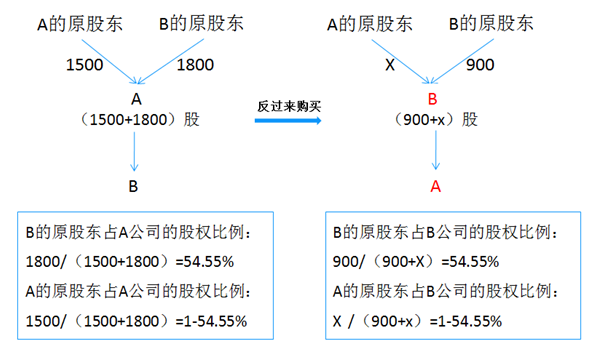 A的原股东 B的原股东 A的原股东 B的原股东
1500 1800 X 900
A 反过来购买 B
（1500+1800）股 （900+x）股
B A
B的原股东占A公司的股权比例：
1800/（1500+1800）=54.55%
A的原股东占A公司的股权比例：
1500/（1500+1800）=1-54.55%
B的原股东占B公司的股权比例：
900/（900+X）=54.55%
A的原股东占B公司的股权比例：
X /（900+x）=1-54.55%